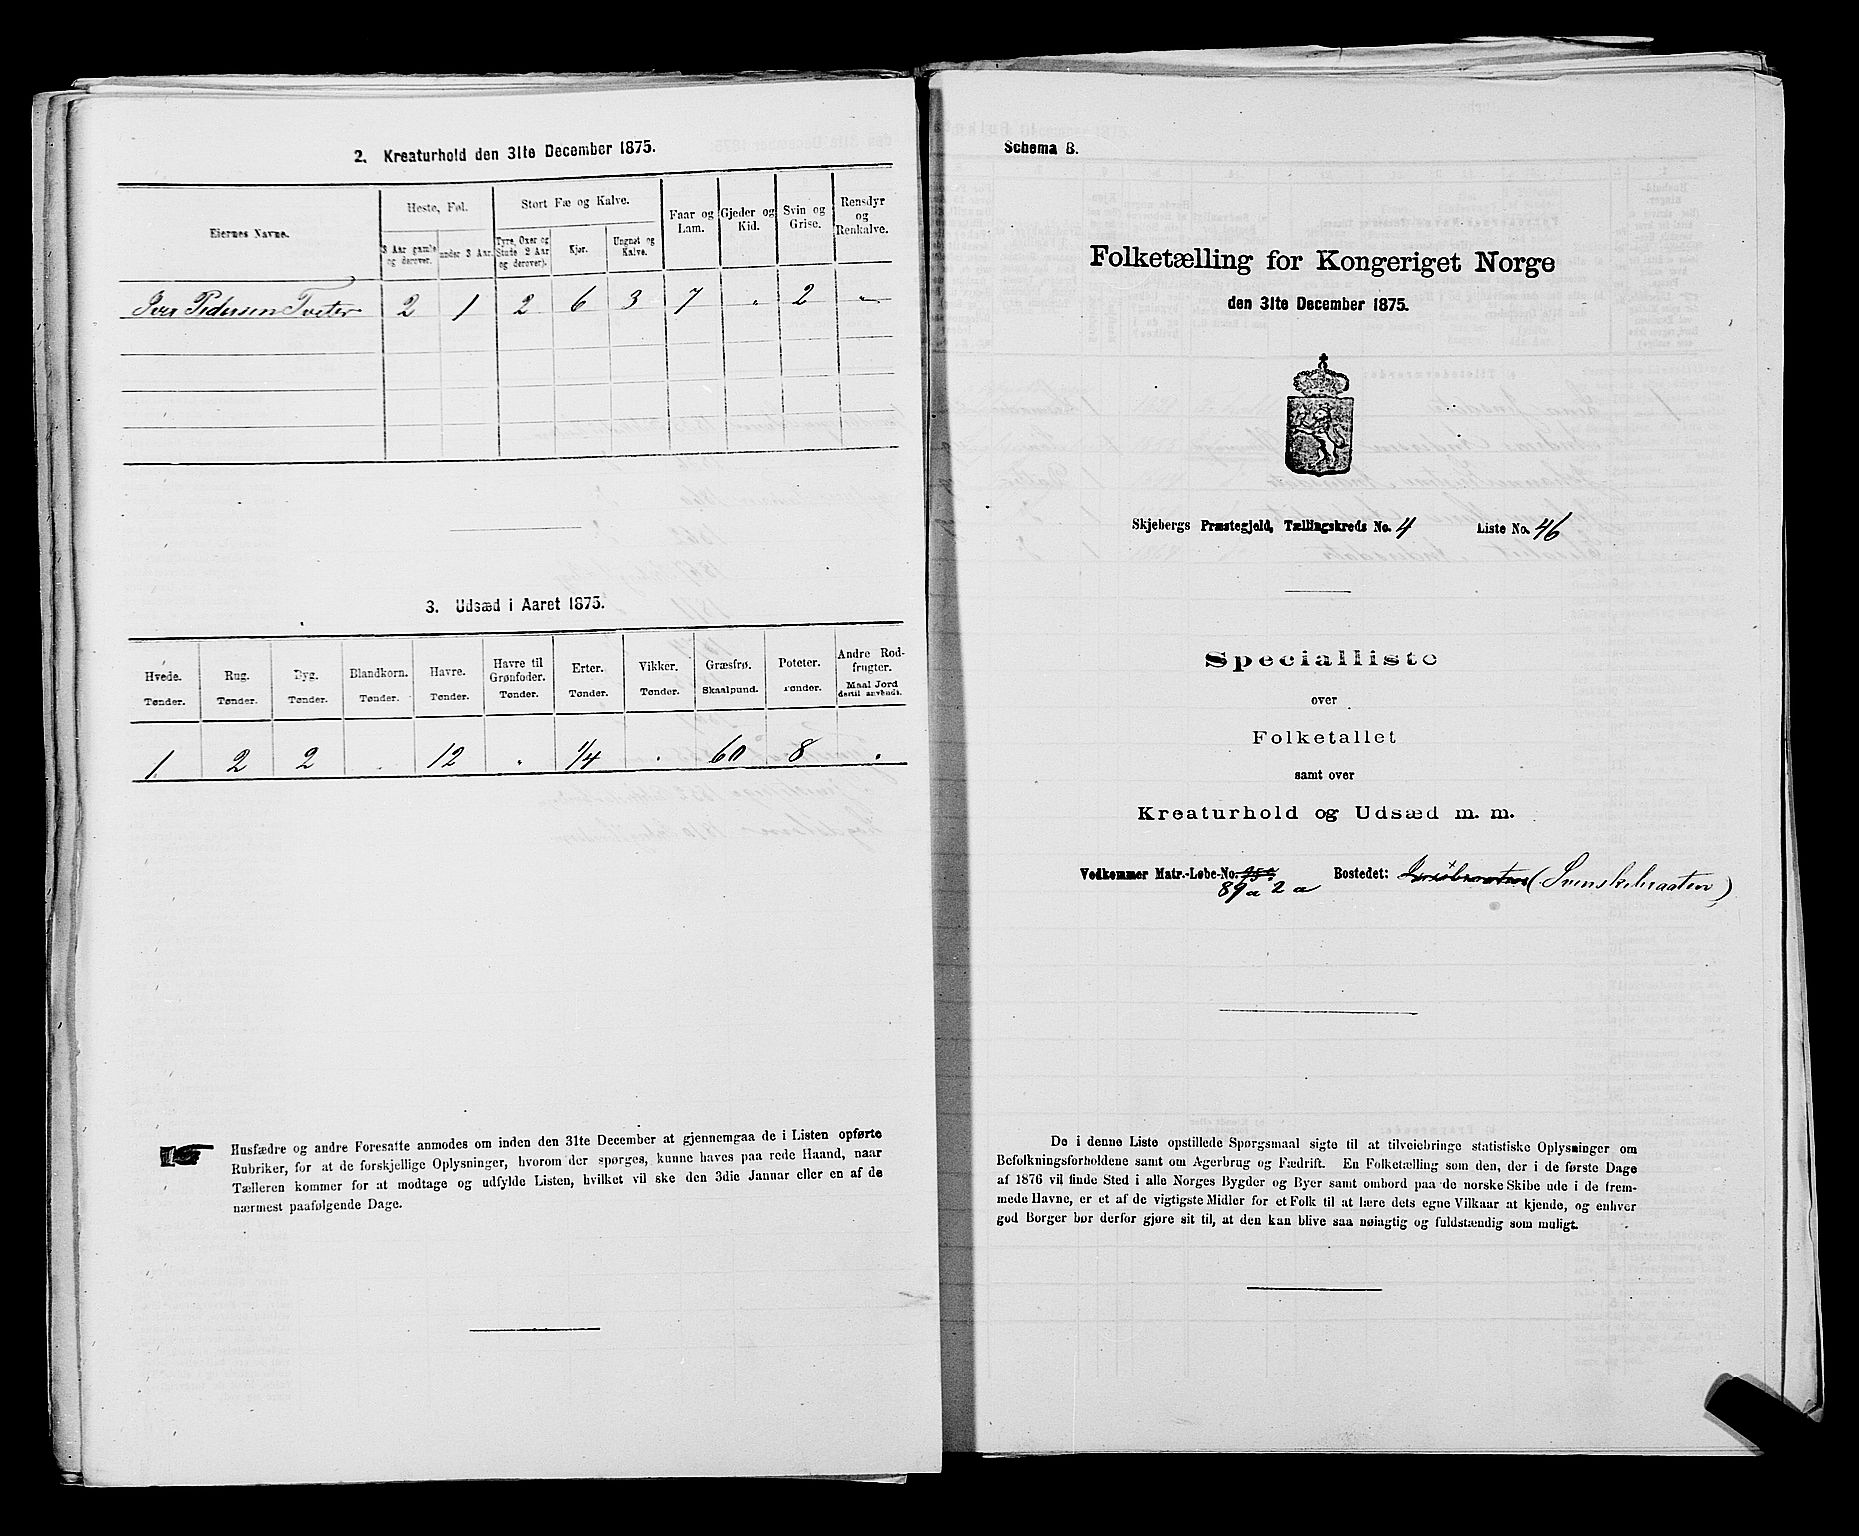 2. Kreaturhold den 31te December 1875.
Eiernes Navne.
Heste, Føl.
3 Aar gamle og derover.
under 3 Aar.
Stort Fæ og Kalve.
Tyre, Oxer og Stude 2 Aar og derover).
Kjør.
Ungnøt og Kalve.
Faar og Lam.
Gjeder og Kid.
Svin og Grise.
Rensdyr og Renkalve.
Iver Pedersen Tveter 2 1 2 6 3 7 " 2 "
3. Udsæd i Aaret 1875.
Hvede. Tønder.
Rug. Tønder.
Byg. Tønder.
Blandkorn. Tønder.
Havre. Tønder.
Havre til Grønfoder. Tønder.
Erter. Tønder.
Vikker. Tønder.
Græsfrø. Skaalpund.
Poteter. Tønder.
Andre Rodfrugter. Maal Jord dertil anvendt.
1 2 2 . 12 " 1/4 " 60 8 "
Husfædre og andre Foresatte anmodes om inden den 31te December at gjennemgaa de i Listen opførte
Rubriker, for at de forskjellige Oplysninger, hvorom der spørges, kunne haves paa rede Haand, naar
Tælleren kommer for at modtage og udfylde Listen, hvilket vil ske den 3die Januar eller en af de
nærmest paafølgende Dage.
Schema B.
Folketælling for Kongeriget Norge
den 31te December 1875.
Skjebergs Præstegjeld, Tællingskreds No. 4 Liste No. 46
Specialliste
over
Folketallet
samt over
Kreaturhold og Udsæd m. m.
Vedkommer Matr.-Løbe-No. Bostedet: (Svenskebraaten)
89a 2a
De i denne Liste opstillede Spørgsmaal sigte til at tilveiebringe statistiske Oplysninger om
Befolkningsforholdene samt om Agerbrug og Fædrift. En Folketælling som den, der i de første Dage
af 1876 vil finde Sted i alle Norges Bygder og Byer samt ombord paa de norske Skibe ude i de frem-
mede Havne, er et af de vigtigste Midler for et Folk til at lære dets egne Vilkaar at kjende, og enhver
god Borger bør derfor gjøre sit til, at den kan blive saa nøiagtig og fuldstændig som muligt.